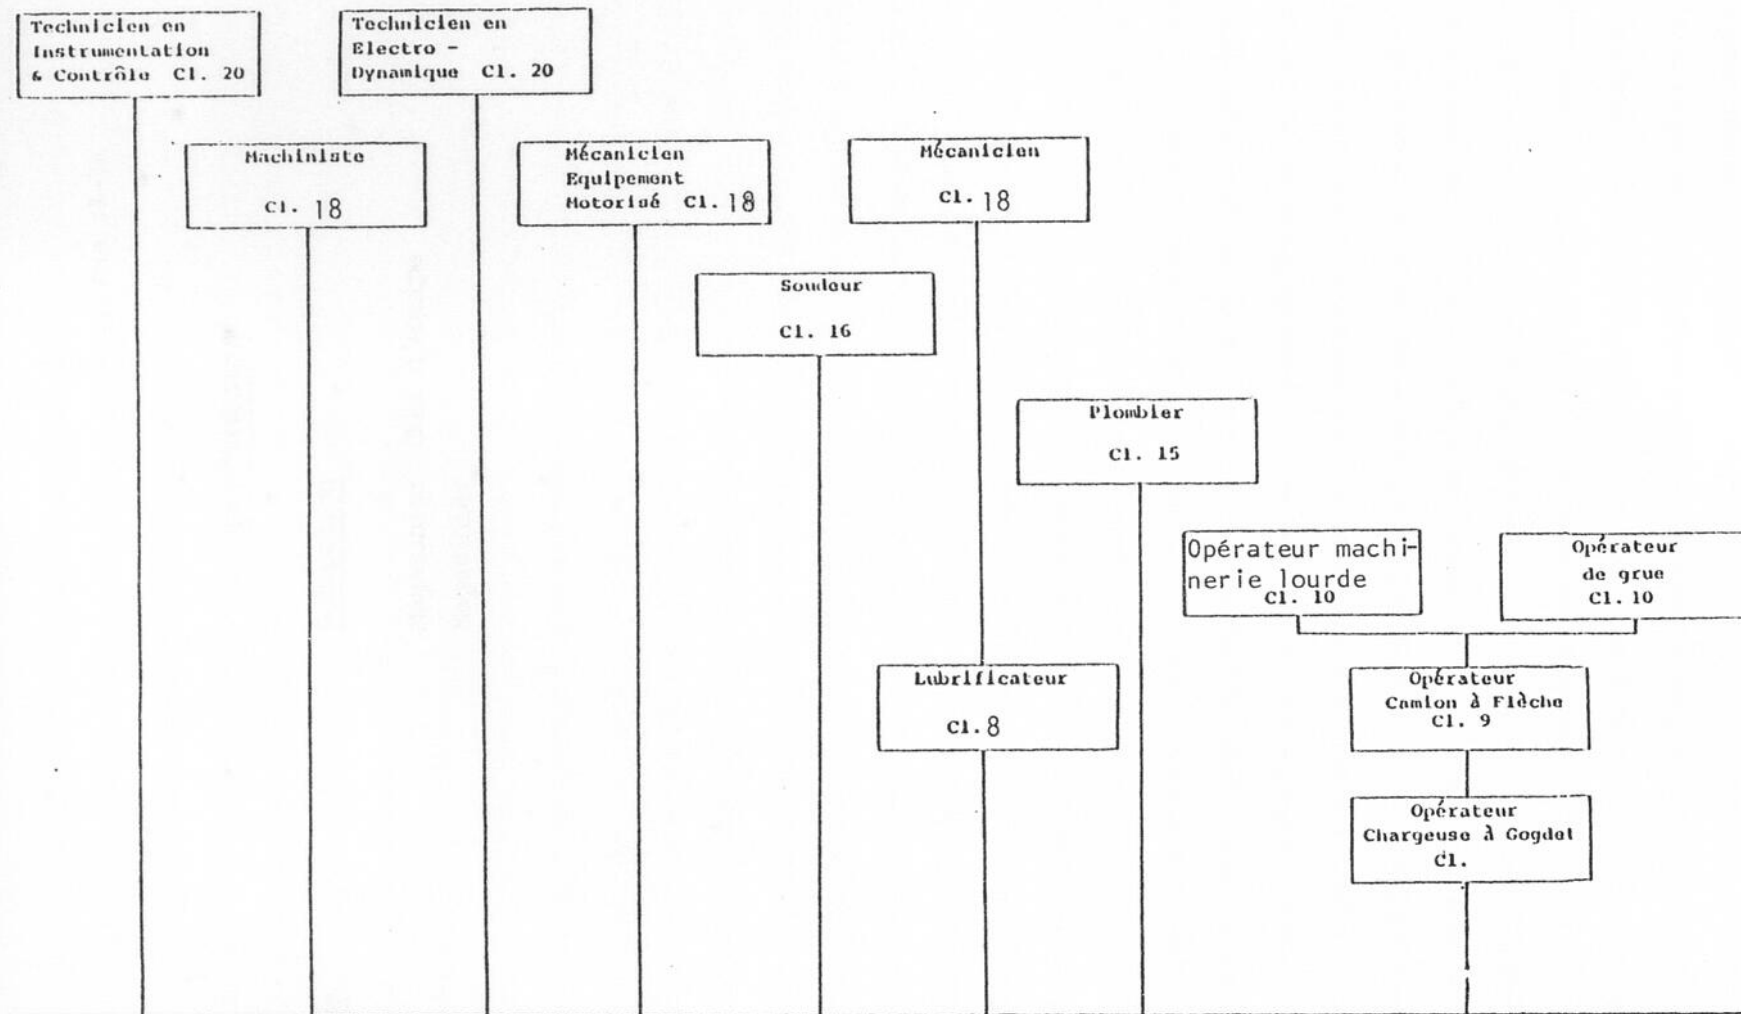 Technicien en
Instrumentation
& Contrôle Cl. 20
Technicien en
Electro -
Dynamique Cl. 20
Machiniste
Cl. 18
Mécanicien
Equipement
Motorisé Cl. 18
Mécanicien
Cl. 18
Soudeur
Cl. 16
Plombier
Cl. 15
Opérateur machi-
nerie lourde
Cl. 10
Opérateur
de grue
Cl. 10
Lubrificateur
Cl. 8
Opérateur
Camion à Flèche
Cl. 9
Opérateur
Chargeuse à Gogdet
Cl.